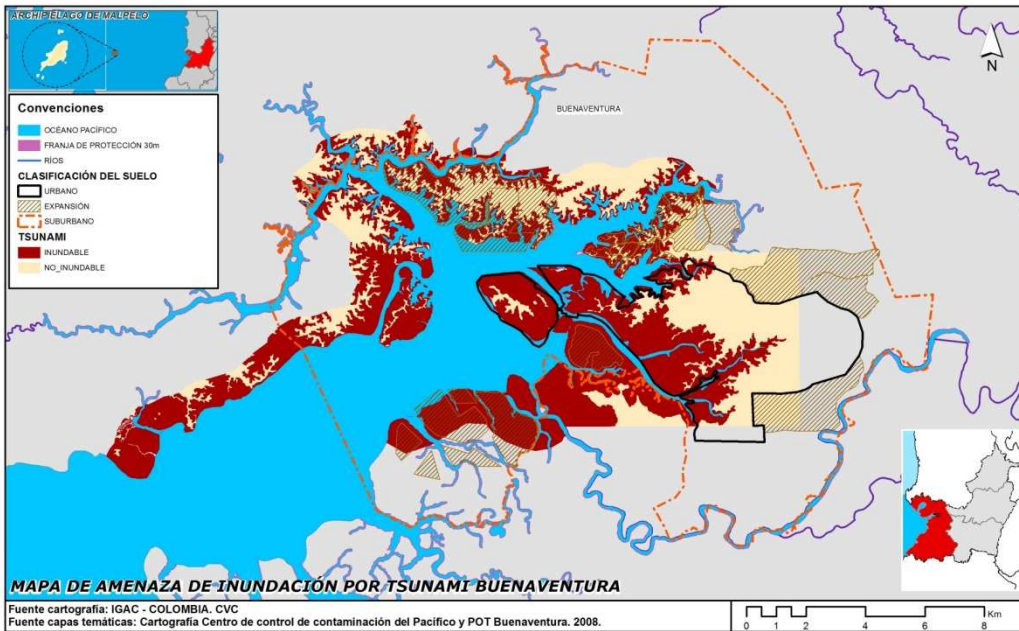 ARCHIPIÉLAGO DE MALPELO
N
Convenciones
OCÉANO PACÍFICO
FRANJA DE PROTECCIÓN 30m
RÍOS
CLASIFICACIÓN DEL SUELO
URBANO
EXPANSIÓN
SUBURBANO
TSUNAMI
INUNDABLE
NO_INUNDABLE
BUENAVENTURA
MAPA DE AMENAZA DE INUNDACIÓN POR TSUNAMI BUENAVENTURA
Fuente cartografía: IGAC - COLOMBIA. CVC
Fuente capas temáticas: Cartografía Centro de control de contaminación del Pacífico y POT Buenaventura. 2008.
Km
0 1 2 4 6 8